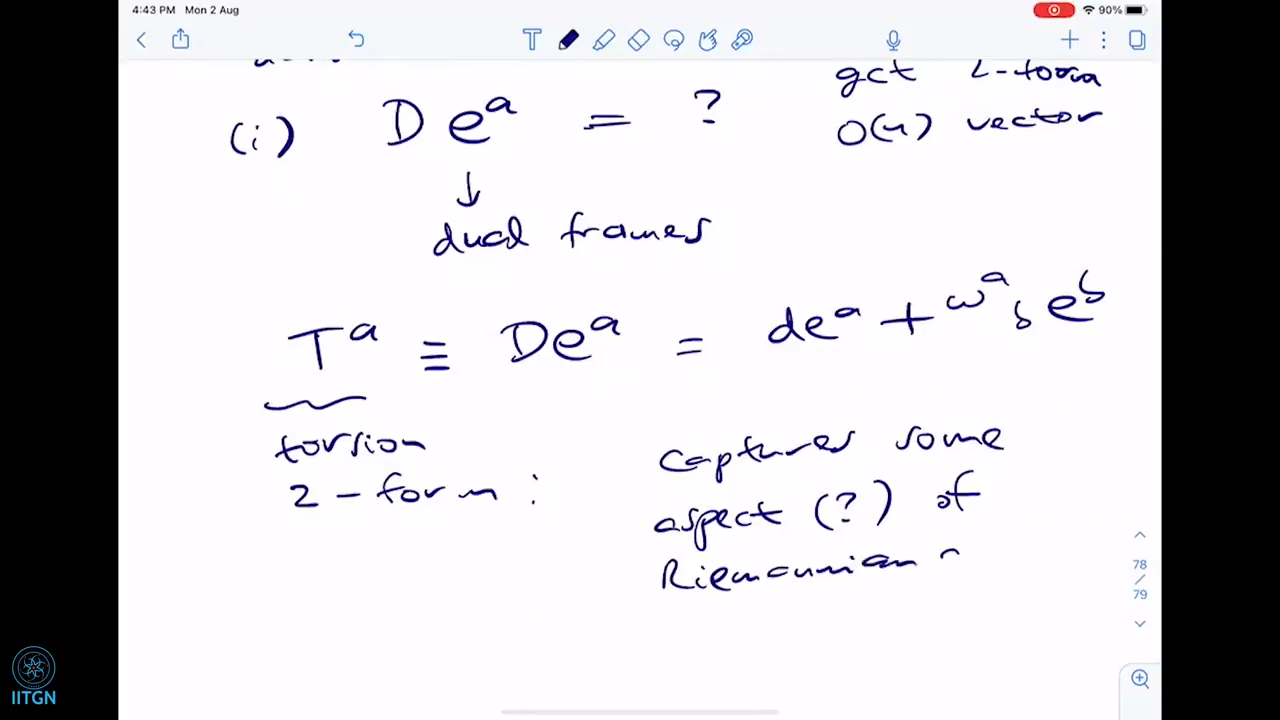 4:43 PM Mon 2 Aug
90%
gct 2-form
(i) D e^a = ?
O(n) vector
↓
dual frames
T^a ≡ De^a = de^a + ω^a_b e^b
torsion
2-form :
captures some
aspect (?) of
Riemannian
78
/
79
IITGN